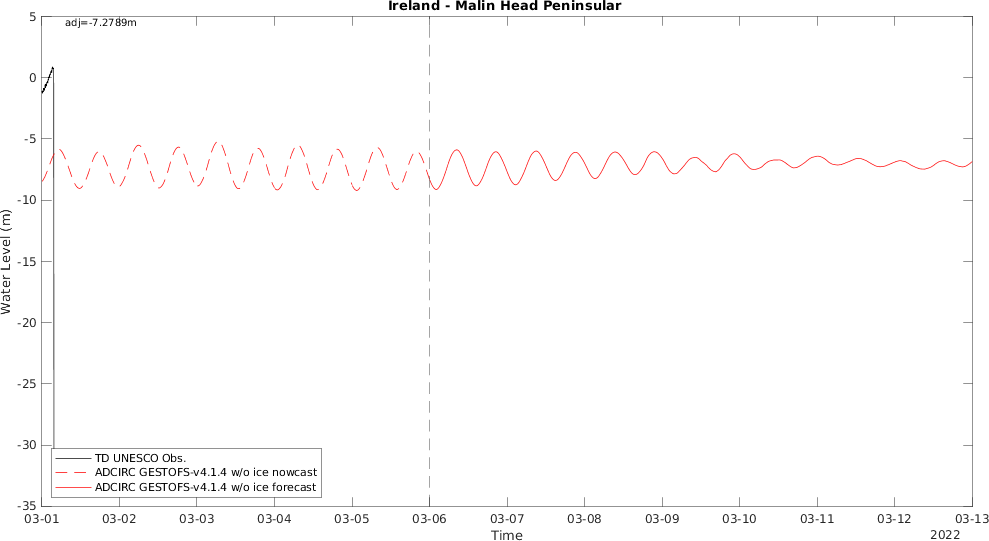 Ireland - Malin Head Peninsular
adj=-7.2789m
5
0
-5
-10
-15
-20
-25
-30
-35
Water Level (m)
TD UNESCO Obs.
ADCIRC GESTOFS-v4.1.4 w/o ice nowcast
ADCIRC GESTOFS-v4.1.4 w/o ice forecast
03-01 03-02 03-03 03-04 03-05 03-06 03-07 03-08 03-09 03-10 03-11 03-12 03-13
Time
2022